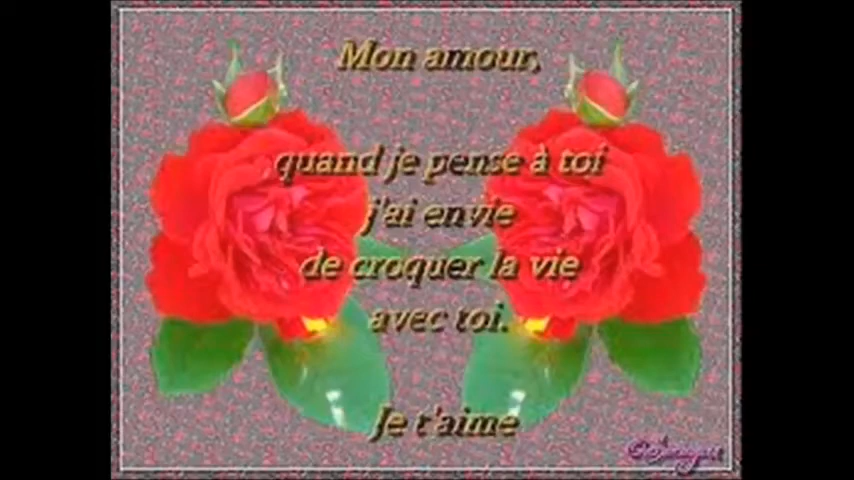 Mon amour,
quand je pense à toi
j'ai envie
de croquer la vie
avec toi.
Je t'aime